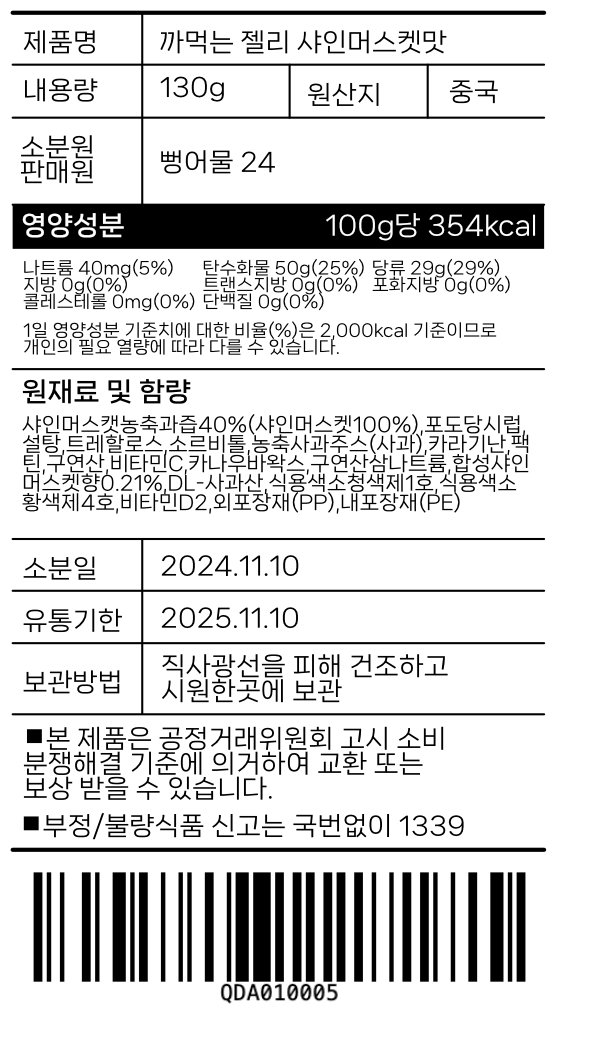 제품명 까먹는 젤리 샤인머스켓맛
내용량 130g 원산지 중국
소분원
판매원 뻥어물 24
영양성분 100g당 354kcal
나트륨 40mg(5%) 탄수화물 50g(25%) 당류 29g(29%)
지방 0g(0%) 트랜스지방 0g(0%) 포화지방 0g(0%)
콜레스테롤 0mg(0%) 단백질 0g(0%)
1일 영양성분 기준치에 대한 비율(%)은 2,000kcal 기준이므로
개인의 필요 열량에 따라 다를 수 있습니다.
원재료 및 함량
샤인머스캣농축과즙40%(샤인머스켓100%),포도당시럽,
설탕,트레할로스,소르비톨,농축사과주스(사과),카라기난,팩
틴,구연산,비타민C,카나우바왁스,구연산삼나트륨,합성샤인
머스켓향0.21%,DL-사과산,식용색소청색제1호,식용색소
황색제4호,비타민D2,외포장재(PP),내포장재(PE)
소분일 2024.11.10
유통기한 2025.11.10
보관방법 직사광선을 피해 건조하고
시원한곳에 보관
■본 제품은 공정거래위원회 고시 소비
분쟁해결 기준에 의거하여 교환 또는
보상 받을 수 있습니다.
■부정/불량식품 신고는 국번없이 1339
QDA010005